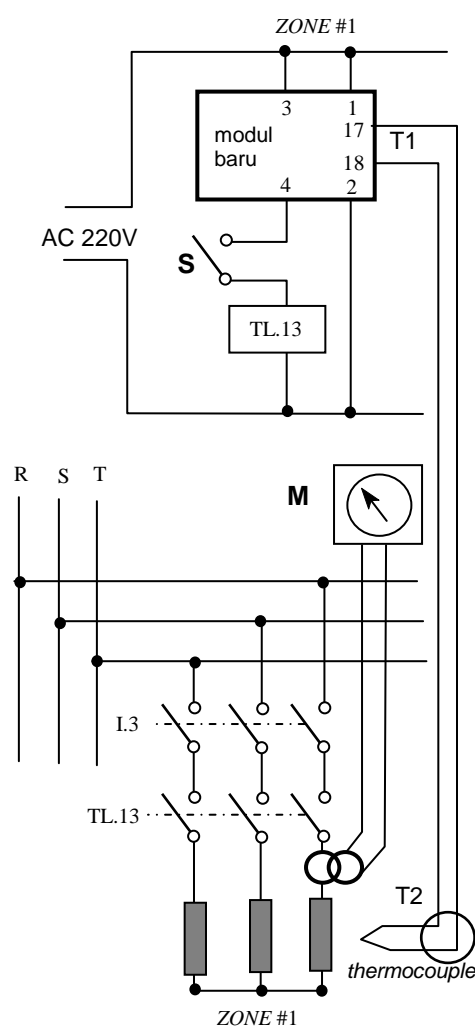 ZONE #1
3 1
modul
baru
17
T1
18
4 2
AC 220V
S
TL.13
R S T
M
I.3
TL.13
T2
thermocouple
ZONE #1